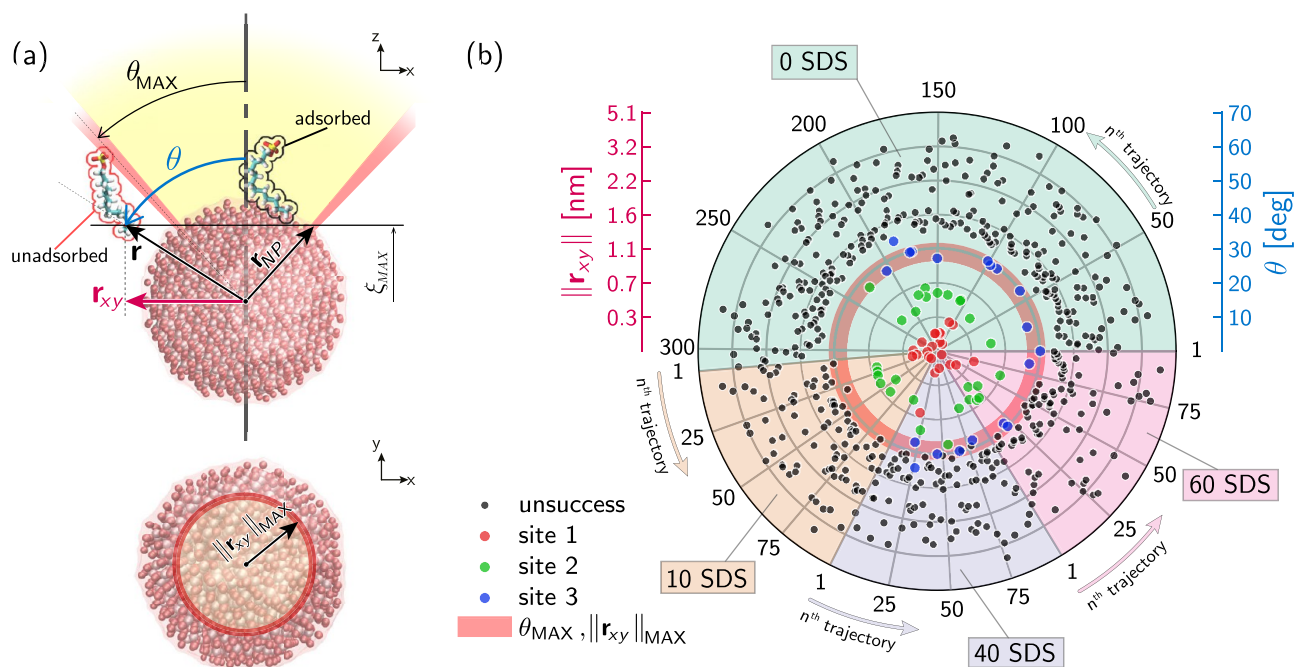 (a)
z
x
θMAX
adsorbed
θ
unadsorbed
r
rNP
ξMAX
rxy
y
x
||rxy||MAX
(b)
0 SDS
5.1
3.2
2.2
1.6
1.1
0.7
0.3
||rxy|| [nm]
70
60
50
40
30
20
10
θ [deg]
150
200
100
250
50
nth trajectory
300
1
1
nth trajectory
25
50
75
10 SDS
1
25
50
75
nth trajectory
40 SDS
1
25
50
75
nth trajectory
60 SDS
unsuccess
site 1
site 2
site 3
θMAX ,||rxy||MAX